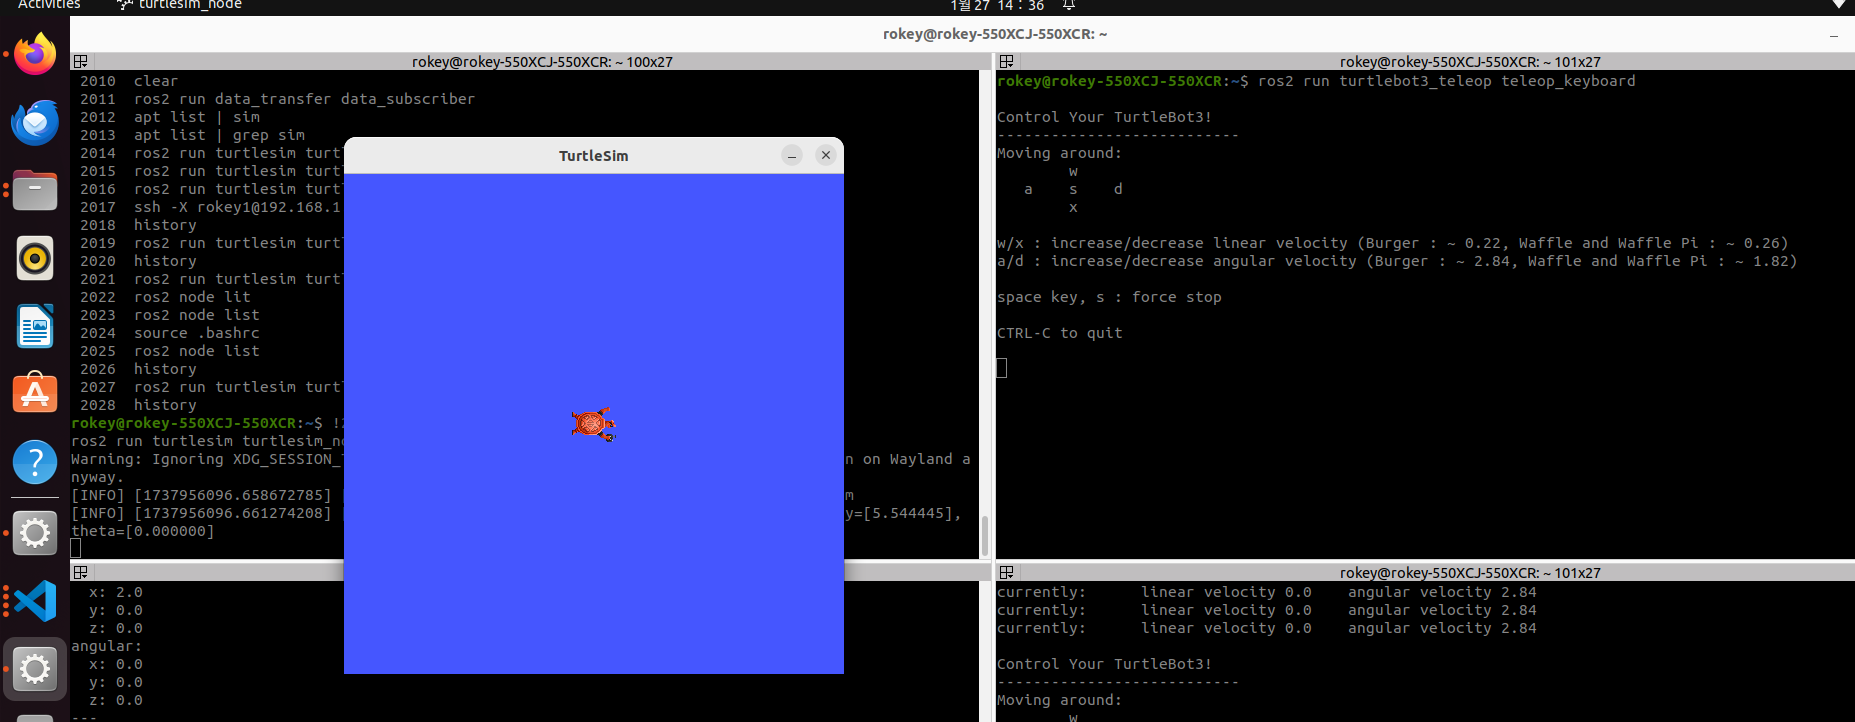 Activities
turtlesim_node
1월 27 14 : 36
rokey@rokey-550XCJ-550XCR: ~
rokey@rokey-550XCJ-550XCR: ~ 100x27
2010 clear
2011 ros2 run data_transfer data_subscriber
2012 apt list | sim
2013 apt list | grep sim
2014 ros2 run turtlesim turt
2015 ros2 run turtlesim turt
2016 ros2 run turtlesim turt
2017 ssh -X rokey1@192.168.1
2018 history
2019 ros2 run turtlesim turt
2020 history
2021 ros2 run turtlesim turt
2022 ros2 node lit
2023 ros2 node list
2024 source .bashrc
2025 ros2 node list
2026 history
2027 ros2 run turtlesim turt
2028 history
rokey@rokey-550XCJ-550XCR:~$ !
ros2 run turtlesim turtlesim_n
Warning: Ignoring XDG_SESSION_ n on Wayland a
nyway.
[INFO] [1737956096.658672785] m
[INFO] [1737956096.661274208] y=[5.544445],
theta=[0.000000]
TurtleSim
rokey@rokey-550XCJ-550XCR: ~ 101x27
rokey@rokey-550XCJ-550XCR:~$ ros2 run turtlebot3_teleop teleop_keyboard
Control Your TurtleBot3!
---------------------------
Moving around:
w
a s d
x
w/x : increase/decrease linear velocity (Burger : ~ 0.22, Waffle and Waffle Pi : ~ 0.26)
a/d : increase/decrease angular velocity (Burger : ~ 2.84, Waffle and Waffle Pi : ~ 1.82)
space key, s : force stop
CTRL-C to quit
x: 2.0
y: 0.0
z: 0.0
angular:
x: 0.0
y: 0.0
z: 0.0
---
rokey@rokey-550XCJ-550XCR: ~ 101x27
currently: linear velocity 0.0 angular velocity 2.84
currently: linear velocity 0.0 angular velocity 2.84
currently: linear velocity 0.0 angular velocity 2.84
Control Your TurtleBot3!
---------------------------
Moving around:
w